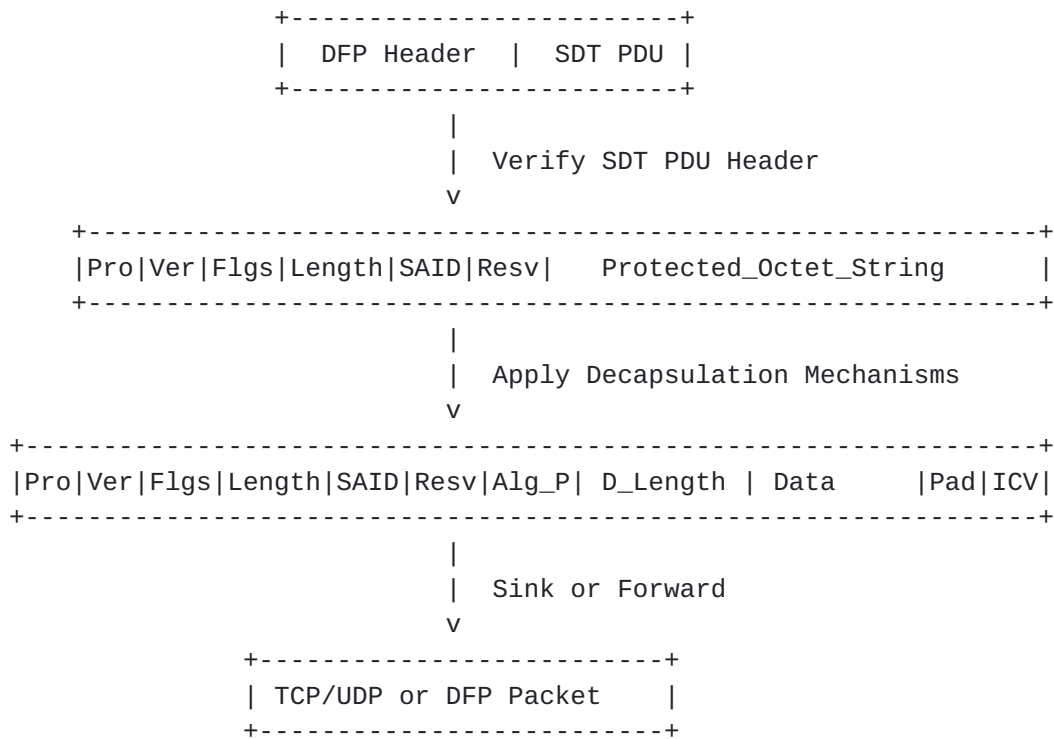 DFP Header | SDT PDU |
Verify SDT PDU Header
|Pro|Ver|Flgs|Length|SAID|Resv| Protected_Octet_String |
Apply Decapsulation Mechanisms
|Pro|Ver|Flgs|Length|SAID|Resv|Alg_P| D_Length | Data |Pad|ICV|
Sink or Forward
| TCP/UDP or DFP Packet |